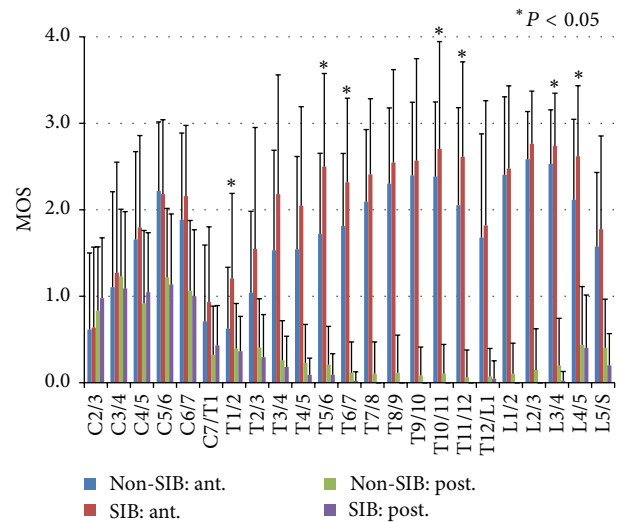 * P < 0.05
4.0
3.0
2.0
1.0
0.0
MOS
* * * * * * *
C2/3 C3/4 C4/5 C5/6 C6/7 C7/T1 T1/2 T2/3 T3/4 T4/5 T5/6 T6/7 T7/8 T8/9 T9/10 T10/11 T11/12 T12/L1 L1/2 L2/3 L3/4 L4/5 L5/S
Non-SIB: ant. Non-SIB: post.
SIB: ant. SIB: post.